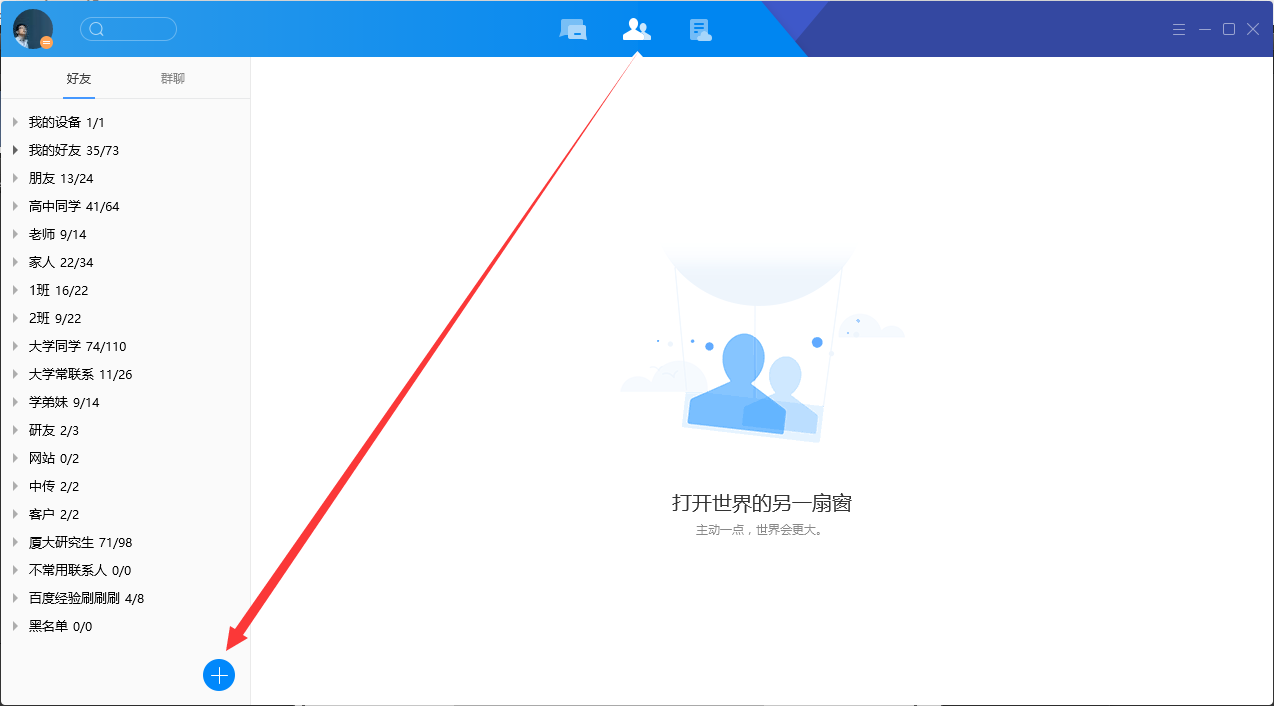 好友 群聊
我的设备 1/1
我的好友 35/73
朋友 13/24
高中同学 41/64
老师 9/14
家人 22/34
1班 16/22
2班 9/22
大学同学 74/110
大学常联系 11/26
学弟妹 9/14
研友 2/3
网站 0/2
中传 2/2
客户 2/2
厦大研究生 71/98
不常用联系人 0/0
百度经验刷刷刷 4/8
黑名单 0/0
打开世界的另一扇窗
主动一点，世界会更大。